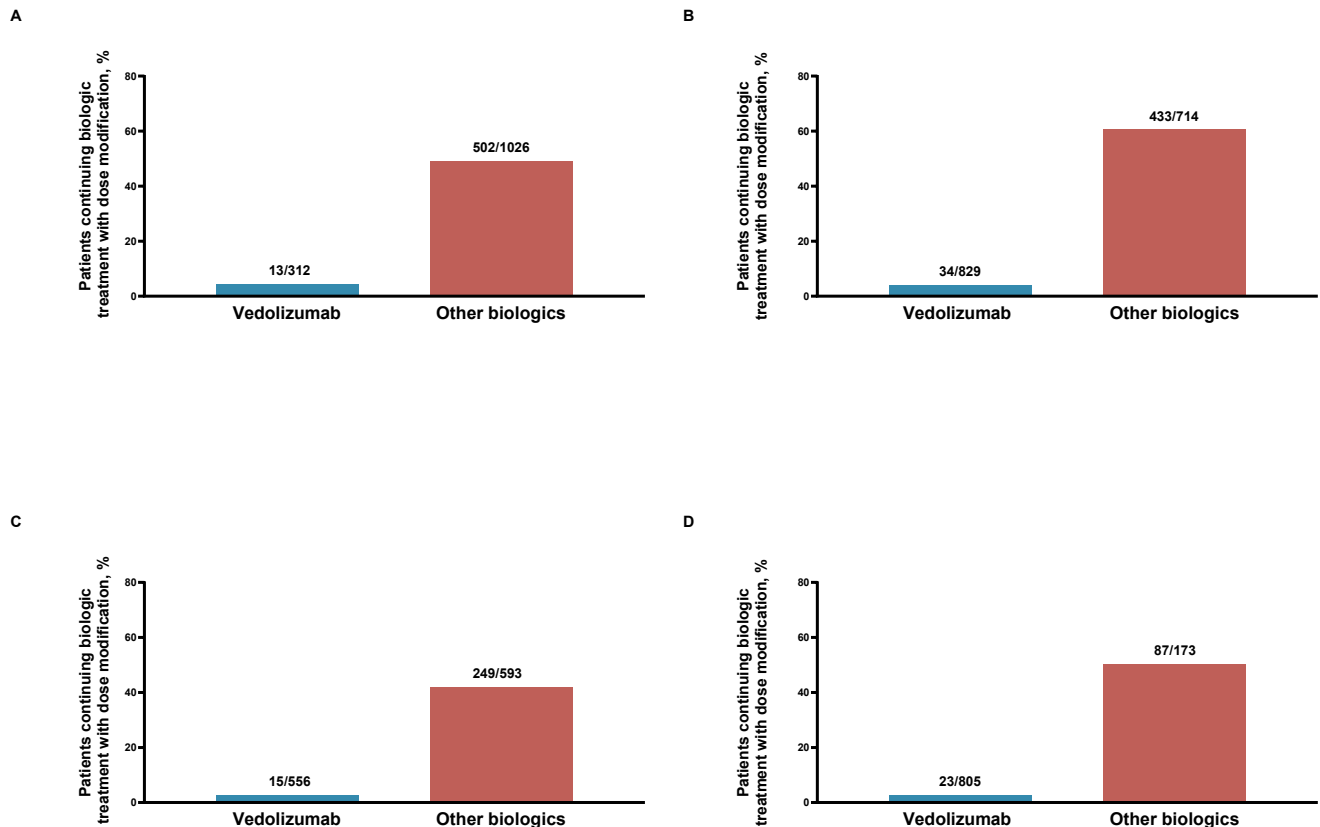 A
Patients continuing biologic
treatment with dose modification, %
80
60
40
20
0
13/312
502/1026
Vedolizumab
Other biologics
B
Patients continuing biologic
treatment with dose modification, %
80
60
40
20
0
34/829
433/714
Vedolizumab
Other biologics
C
Patients continuing biologic
treatment with dose modification, %
80
60
40
20
0
15/556
249/593
Vedolizumab
Other biologics
D
Patients continuing biologic
treatment with dose modification, %
80
60
40
20
0
23/805
87/173
Vedolizumab
Other biologics